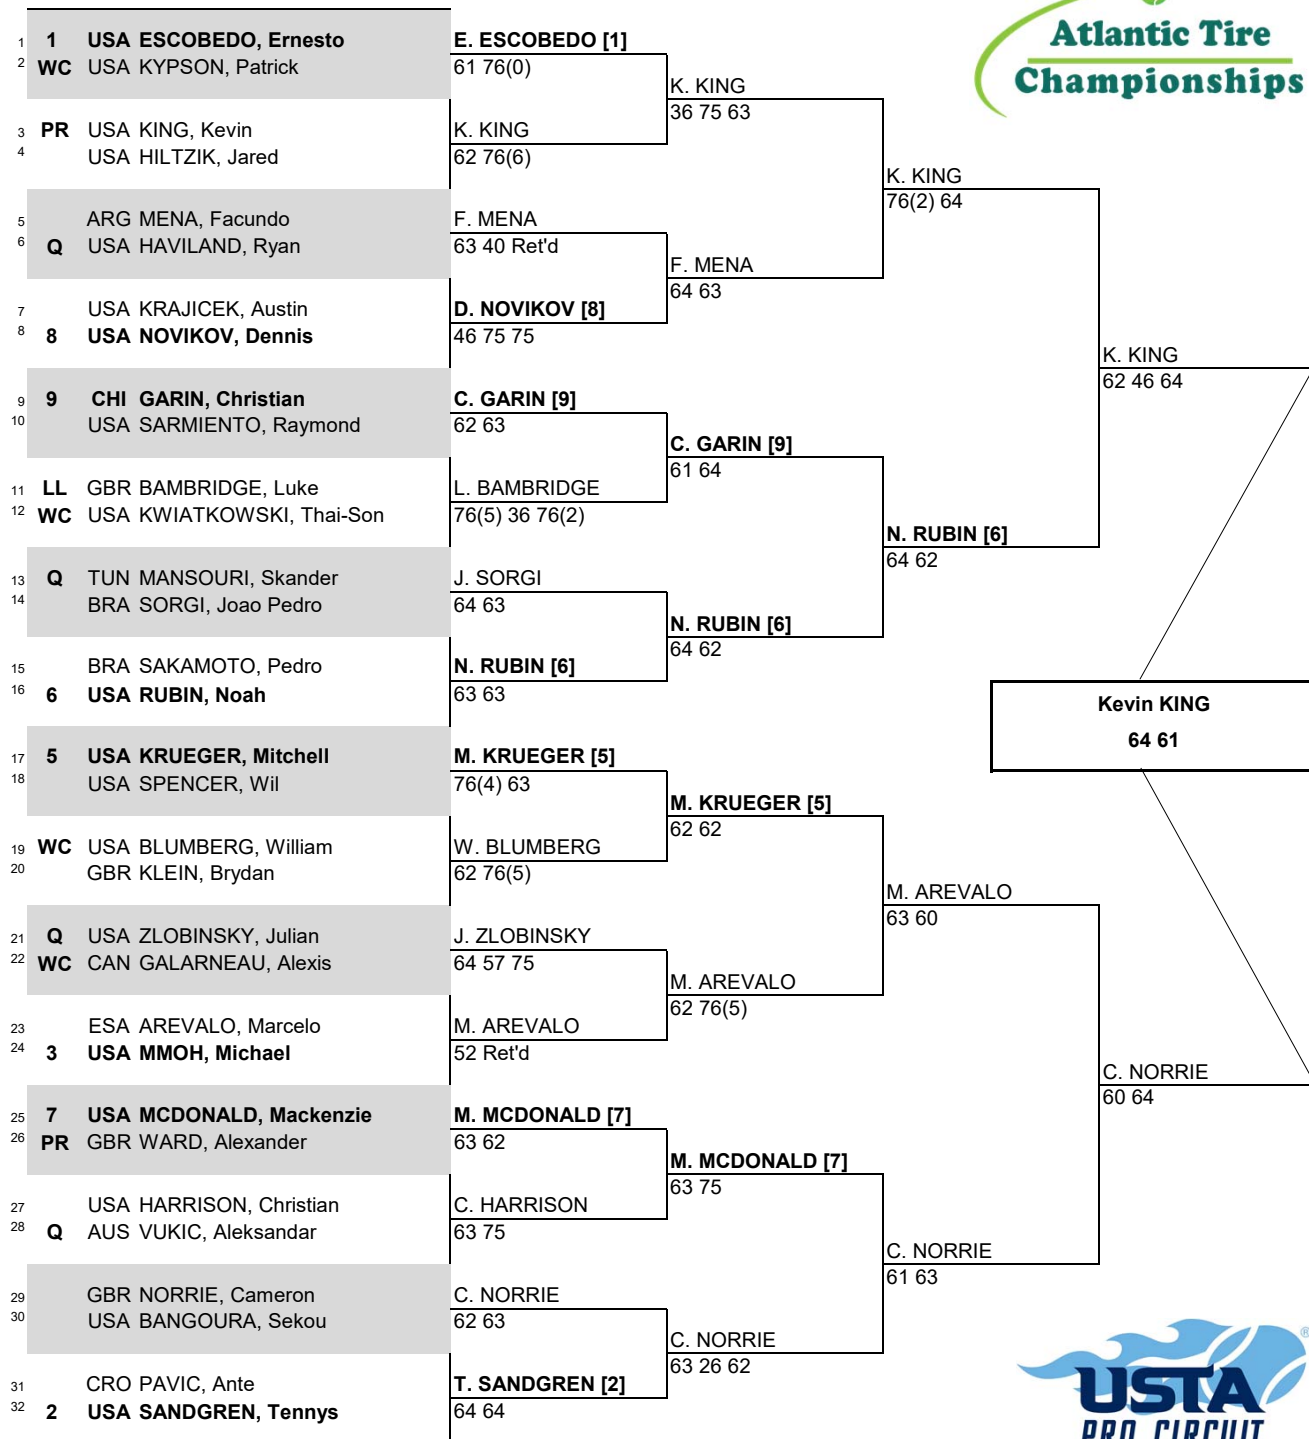 Atlantic Tire
Championships
1 1 USA ESCOBEDO, Ernesto
2 WC USA KYPSON, Patrick
3 PR USA KING, Kevin
4 USA HILTZIK, Jared
5 ARG MENA, Facundo
6 Q USA HAVILAND, Ryan
7 USA KRAJICEK, Austin
8 8 USA NOVIKOV, Dennis
9 9 CHI GARIN, Christian
10 USA SARMIENTO, Raymond
11 LL GBR BAMBRIDGE, Luke
12 WC USA KWIATKOWSKI, Thai-Son
13 Q TUN MANSOURI, Skander
14 BRA SORGI, Joao Pedro
15 BRA SAKAMOTO, Pedro
16 6 USA RUBIN, Noah
17 5 USA KRUEGER, Mitchell
18 USA SPENCER, Wil
19 WC USA BLUMBERG, William
20 GBR KLEIN, Brydan
21 Q USA ZLOBINSKY, Julian
22 WC CAN GALARNEAU, Alexis
23 ESA AREVALO, Marcelo
24 3 USA MMOH, Michael
25 7 USA MCDONALD, Mackenzie
26 PR GBR WARD, Alexander
27 USA HARRISON, Christian
28 Q AUS VUKIC, Aleksandar
29 GBR NORRIE, Cameron
30 USA BANGOURA, Sekou
31 CRO PAVIC, Ante
32 2 USA SANDGREN, Tennys
E. ESCOBEDO [1]
61 76(0)
K. KING
62 76(6)
F. MENA
63 40 Ret'd
D. NOVIKOV [8]
46 75 75
C. GARIN [9]
62 63
L. BAMBRIDGE
76(5) 36 76(2)
J. SORGI
64 63
N. RUBIN [6]
63 63
M. KRUEGER [5]
76(4) 63
W. BLUMBERG
62 76(5)
J. ZLOBINSKY
64 57 75
M. AREVALO
52 Ret'd
M. MCDONALD [7]
63 62
C. HARRISON
63 75
C. NORRIE
62 63
T. SANDGREN [2]
64 64
K. KING
36 75 63
F. MENA
64 63
C. GARIN [9]
61 64
N. RUBIN [6]
64 62
M. KRUEGER [5]
62 62
M. AREVALO
62 76(5)
M. MCDONALD [7]
63 75
C. NORRIE
63 26 62
K. KING
76(2) 64
N. RUBIN [6]
64 62
M. AREVALO
63 60
C. NORRIE
61 63
K. KING
62 46 64
C. NORRIE
60 64
Kevin KING
64 61
USTA ®
PRO CIRCUIT